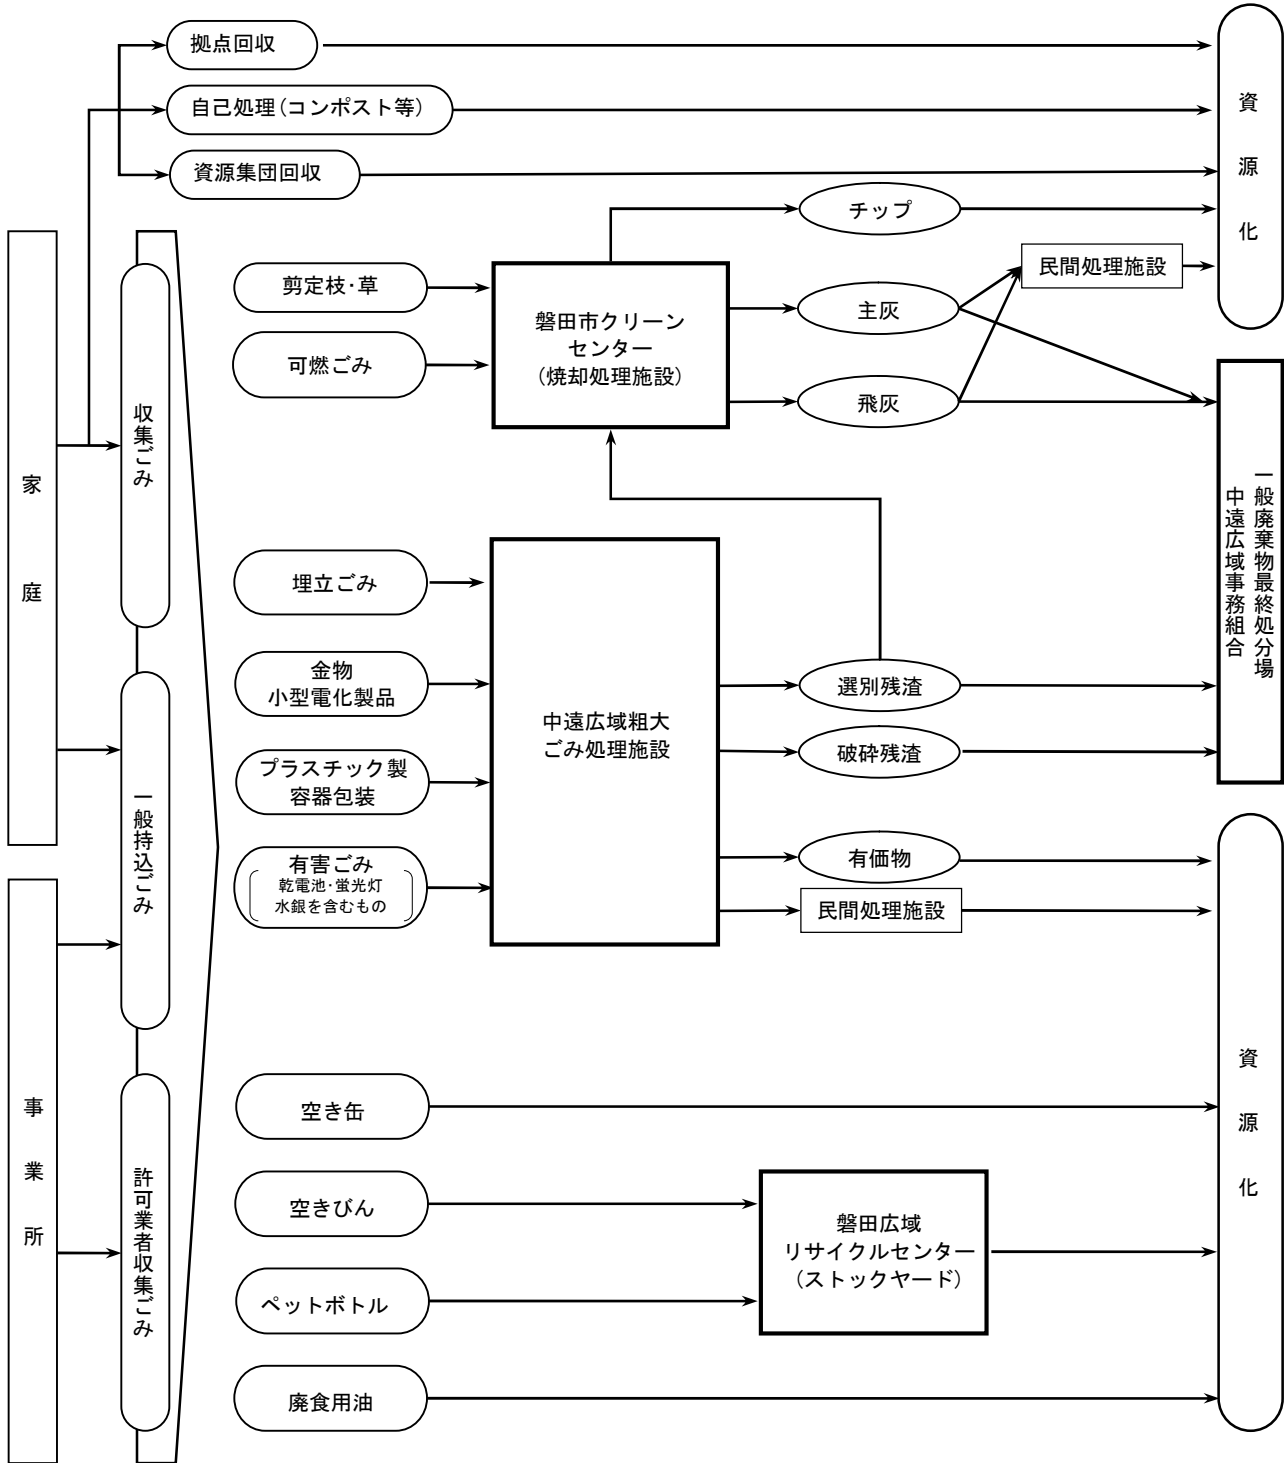 拠点回収
自己処理(コンポスト等)
資源集団回収
資源化
チップ
民間処理施設
剪定枝・草
可燃ごみ
磐田市クリーン
センター
(焼却処理施設)
主灰
飛灰
家庭
収集ごみ
一般廃棄物最終処分場
中遠広域事務組合
埋立ごみ
金物
小型電化製品
プラスチック製
容器包装
有害ごみ
乾電池・蛍光灯
水銀を含むもの
中遠広域粗大
ごみ処理施設
選別残渣
破砕残渣
有価物
民間処理施設
一般持込ごみ
事業所
許可業者収集ごみ
空き缶
空きびん
ペットボトル
廃食用油
磐田広域
リサイクルセンター
(ストックヤード)
資源化